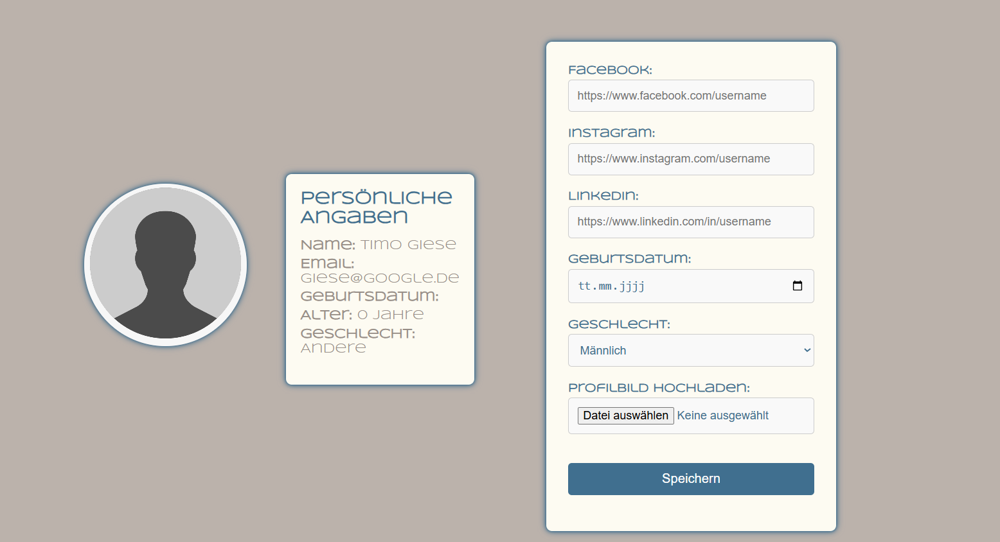 Persönliche
Angaben
Name: Timo Giese
Email:
giese@google.de
Geburtsdatum:
Alter: 0 Jahre
Geschlecht:
Andere
Facebook:
https://www.facebook.com/username
Instagram:
https://www.instagram.com/username
LinkedIn:
https://www.linkedin.com/in/username
Geburtsdatum:
tt.mm.jjjj
Geschlecht:
Männlich
Profilbild hochladen:
Datei auswählen Keine ausgewählt
Speichern